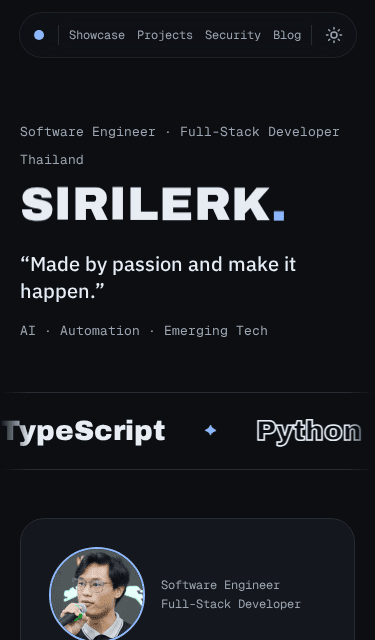 Showcase Projects Security Blog
Software Engineer · Full-Stack Developer
Thailand
SIRILERK.
“Made by passion and make it
happen.”
AI · Automation · Emerging Tech
TypeScript ✦ Python
Software Engineer
Full-Stack Developer